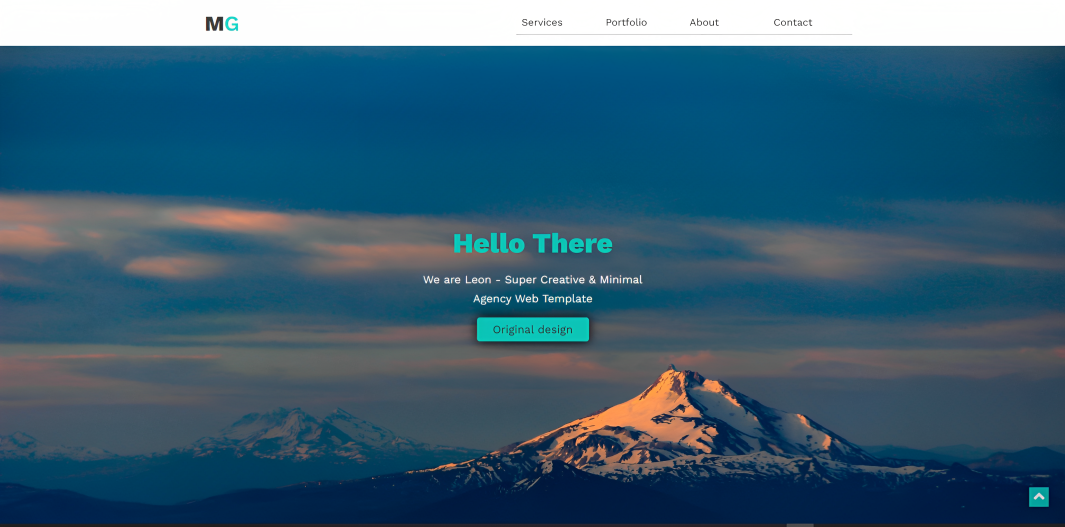 MG
Services Portfolio About Contact
Hello There
We are Leon - Super Creative & Minimal
Agency Web Template
Original design